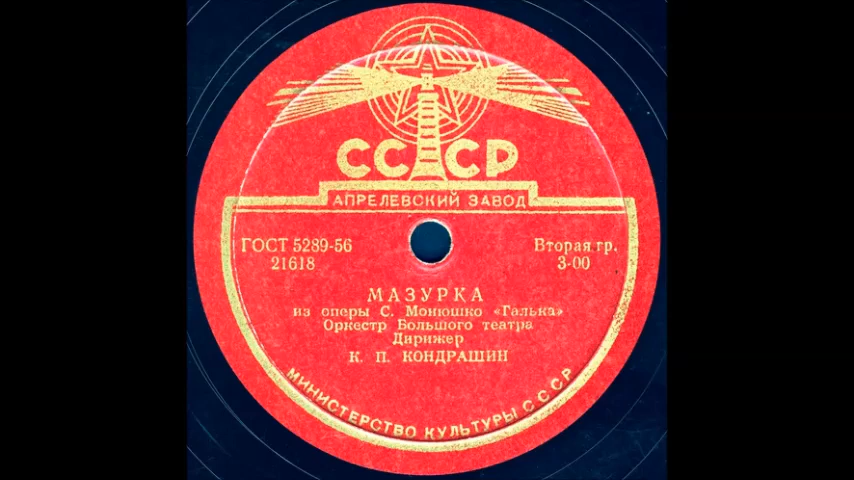 СССР
АПРЕЛЕВСКИЙ ЗАВОД
ГОСТ 5289-56
21618
Вторая гр.
3-00
МАЗУРКА
из оперы С. Монюшко «Галька»
Оркестр Большого театра
Дирижер
К. П. КОНДРАШИН
МИНИСТЕРСТВО КУЛЬТУРЫ СССР